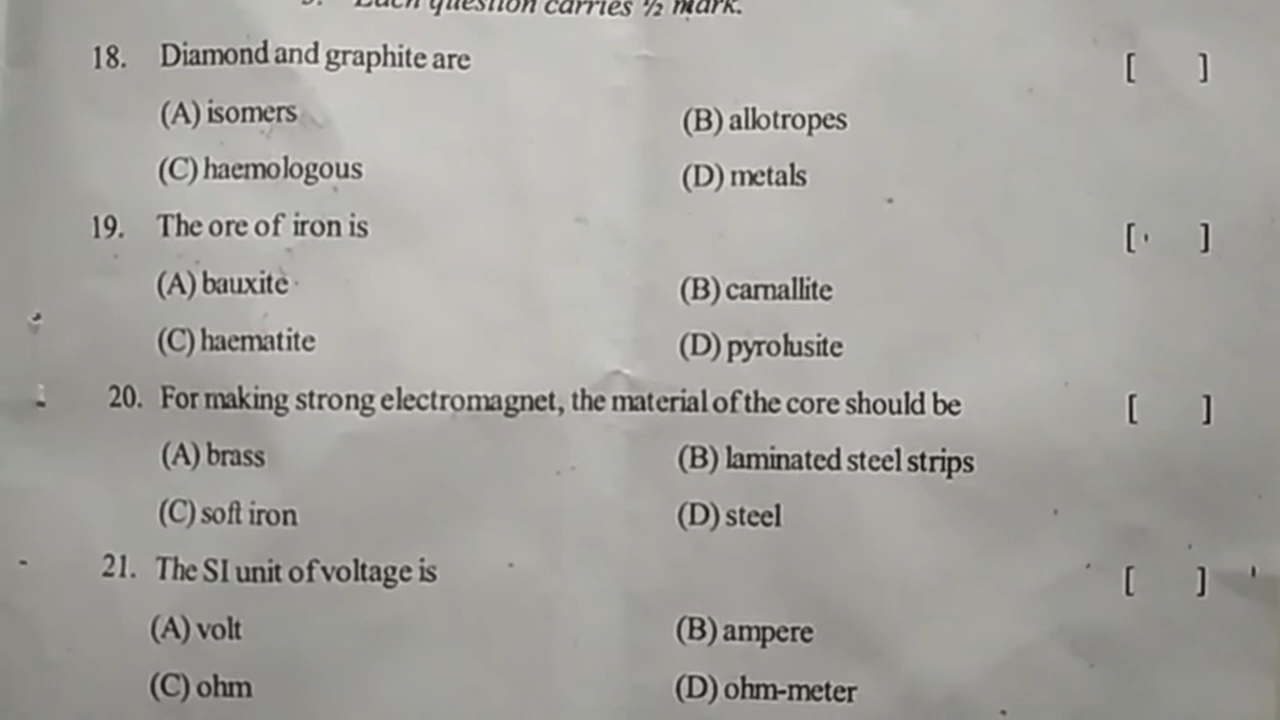 Each question carries ½ mark.
18. Diamond and graphite are [ ]
(A) isomers (B) allotropes
(C) haemologous (D) metals
19. The ore of iron is [ ]
(A) bauxite (B) carnallite
(C) haematite (D) pyrolusite
20. For making strong electromagnet, the material of the core should be [ ]
(A) brass (B) laminated steel strips
(C) soft iron (D) steel
21. The SI unit of voltage is [ ]
(A) volt (B) ampere
(C) ohm (D) ohm-meter